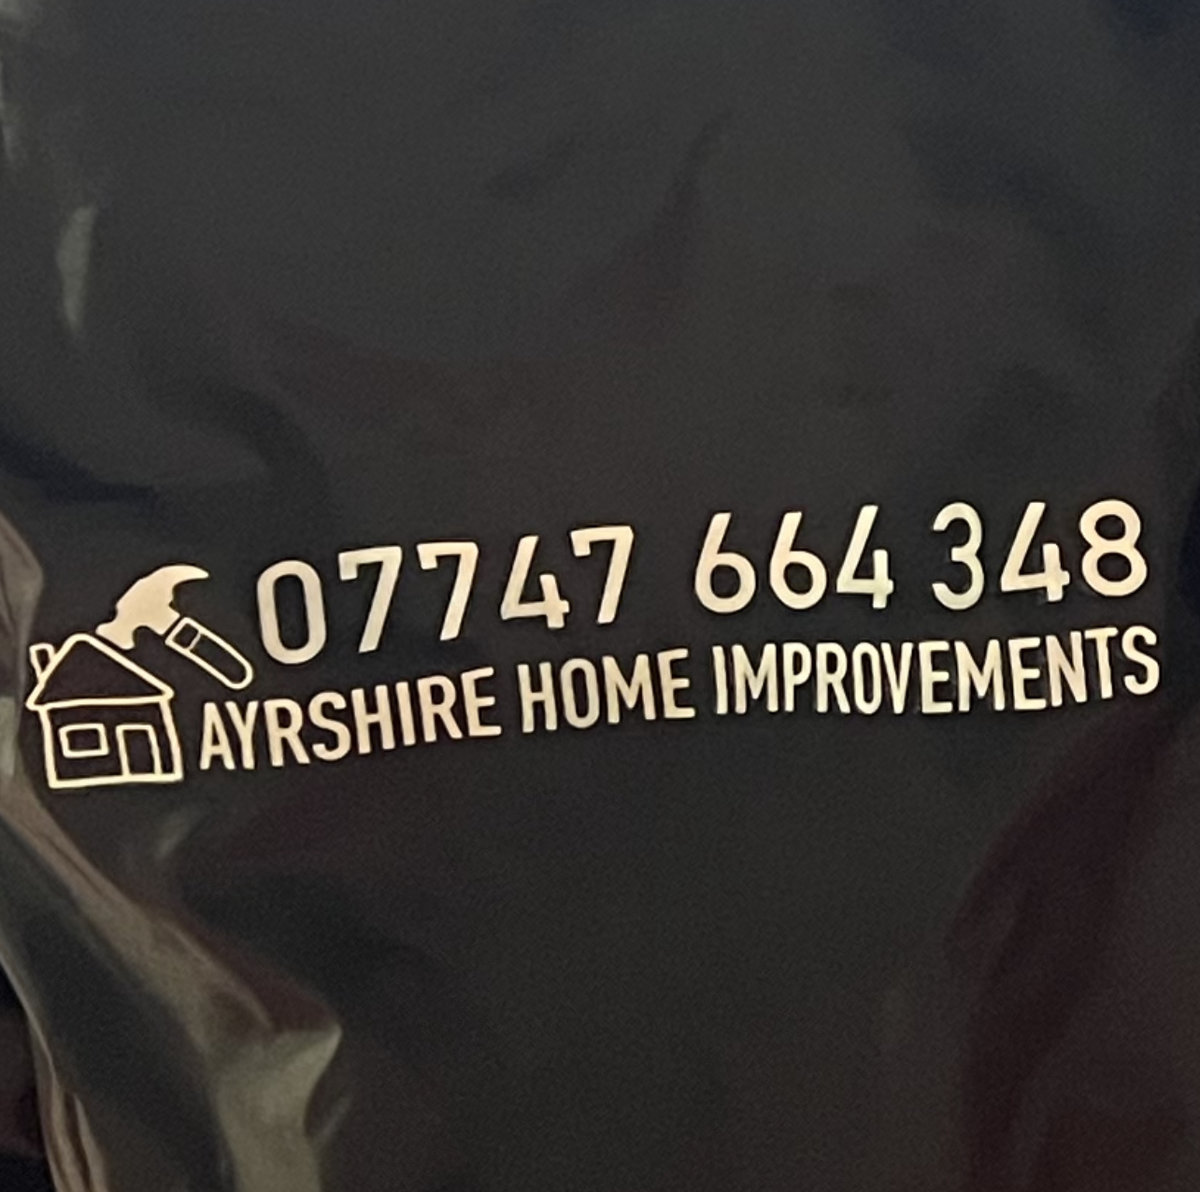 07747 664 348
AYRSHIRE HOME IMPROVEMENTS